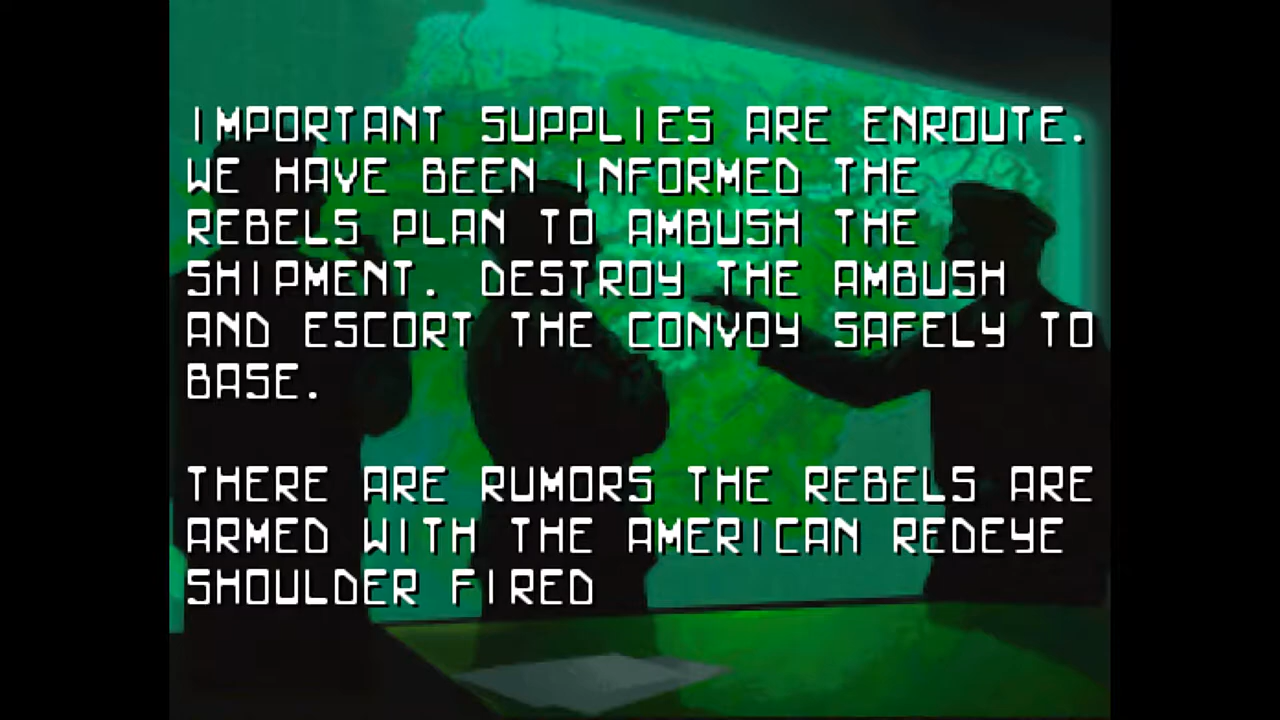 IMPORTANT SUPPLIES ARE ENROUTE.
WE HAVE BEEN INFORMED THE
REBELS PLAN TO AMBUSH THE
SHIPMENT. DESTROY THE AMBUSH
AND ESCORT THE CONVOY SAFELY TO
BASE.
THERE ARE RUMORS THE REBELS ARE
ARMED WITH THE AMERICAN REDEYE
SHOULDER FIRED